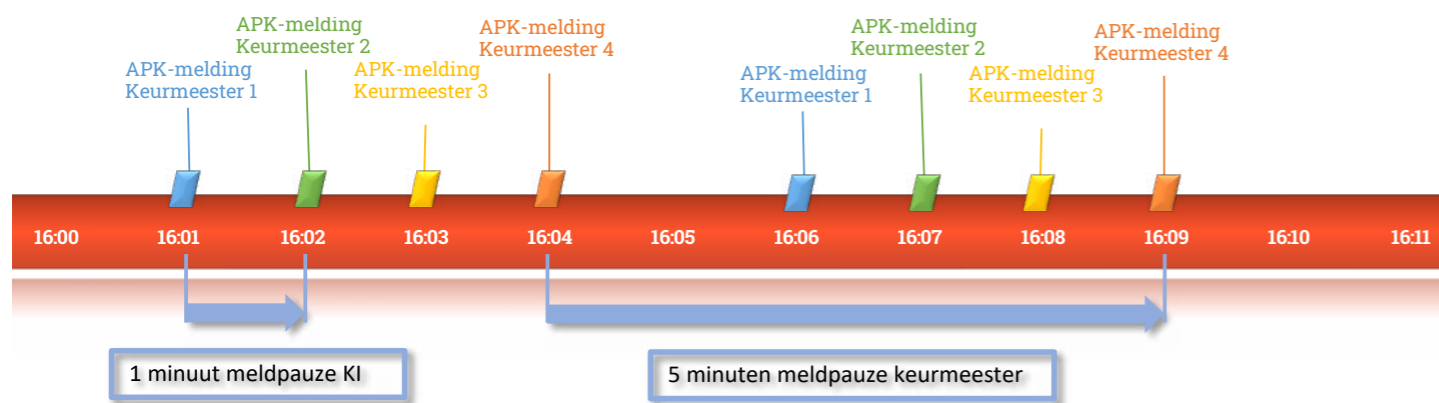 APK-melding
Keurmeester 1
APK-melding
Keurmeester 2
APK-melding
Keurmeester 3
APK-melding
Keurmeester 4
APK-melding
Keurmeester 1
APK-melding
Keurmeester 2
APK-melding
Keurmeester 3
APK-melding
Keurmeester 4
16:00 16:01 16:02 16:03 16:04 16:05 16:06 16:07 16:08 16:09 16:10 16:11
1 minuut meldpauze KI
5 minuten meldpauze keurmeester